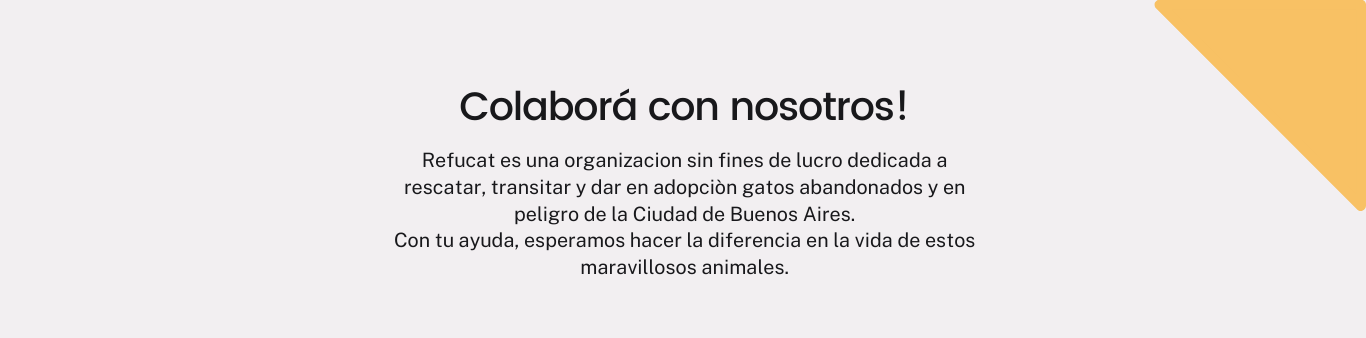 Colaborá con nosotros!
Refucat es una organizacion sin fines de lucro dedicada a
rescatar, transitar y dar en adopciòn gatos abandonados y en
peligro de la Ciudad de Buenos Aires.
Con tu ayuda, esperamos hacer la diferencia en la vida de estos
maravillosos animales.